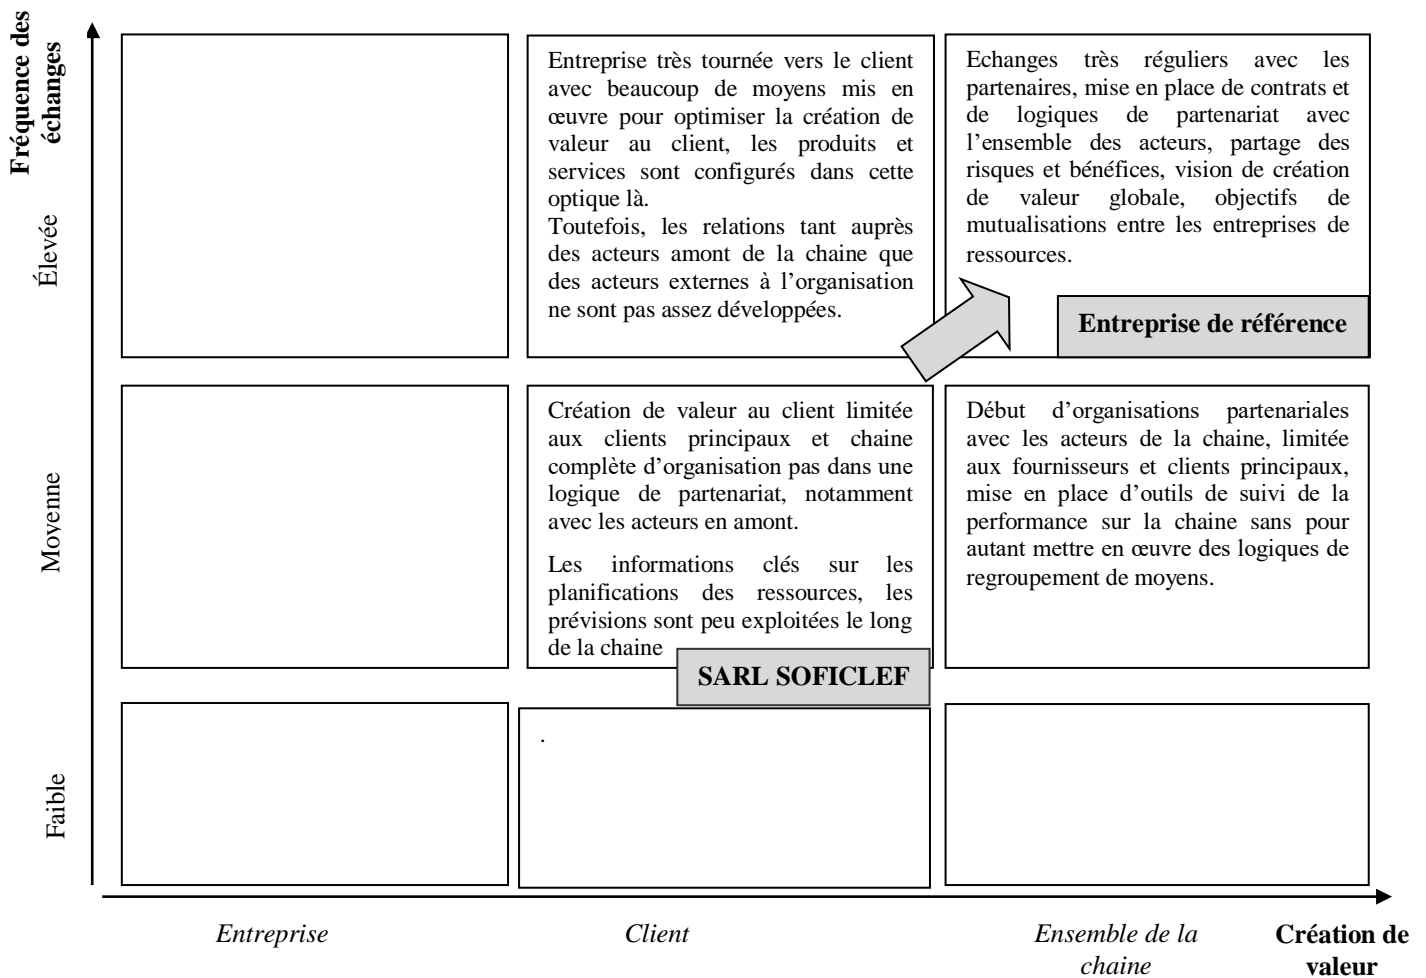 Fréquence des
échanges
Élevée
Entreprise très tournée vers le client
avec beaucoup de moyens mis en
œuvre pour optimiser la création de
valeur au client, les produits et
services sont configurés dans cette
optique là.
Toutefois, les relations tant auprès
des acteurs amont de la chaine que
des acteurs externes à l’organisation
ne sont pas assez développées.
Echanges très réguliers avec les
partenaires, mise en place de contrats et
de logiques de partenariat avec
l’ensemble des acteurs, partage des
risques et bénéfices, vision de création
de valeur globale, objectifs de
mutualisations entre les entreprises de
ressources.
Entreprise de référence
Moyenne
Création de valeur au client limitée
aux clients principaux et chaine
complète d’organisation pas dans une
logique de partenariat, notamment
avec les acteurs en amont.
Les informations clés sur les
planifications des ressources, les
prévisions sont peu exploitées le long
de la chaine
SARL SOFICLEF
Début d’organisations partenariales
avec les acteurs de la chaine, limitée
aux fournisseurs et clients principaux,
mise en place d’outils de suivi de la
performance sur la chaine sans pour
autant mettre en œuvre des logiques de
regroupement de moyens.
Faible
.
Entreprise
Client
Ensemble de la
chaine
Création de
valeur